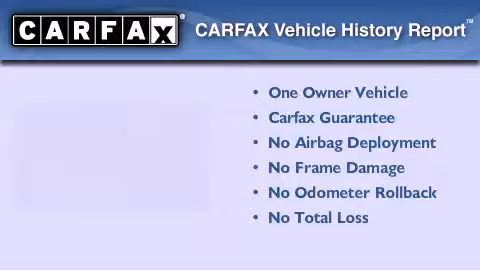 CARFAX® CARFAX Vehicle History Report™
• One Owner Vehicle
• Carfax Guarantee
• No Airbag Deployment
• No Frame Damage
• No Odometer Rollback
• No Total Loss